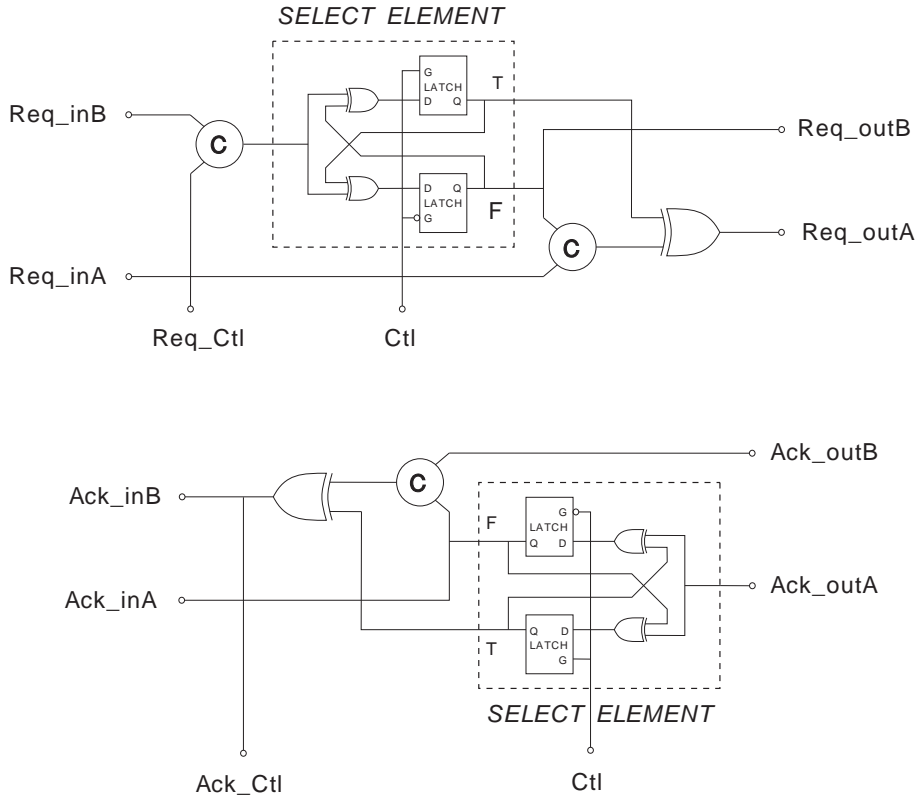 SELECT ELEMENT
G
LATCH
D Q
T
Req_inB
C
Req_outB
D Q
LATCH
G
F
Req_outA
C
Req_inA
Req_Ctl
Ctl
Ack_outB
C
Ack_inB
G
LATCH
Q D
F
Ack_outA
Ack_inA
Q D
LATCH
G
T
SELECT ELEMENT
Ack_Ctl
Ctl